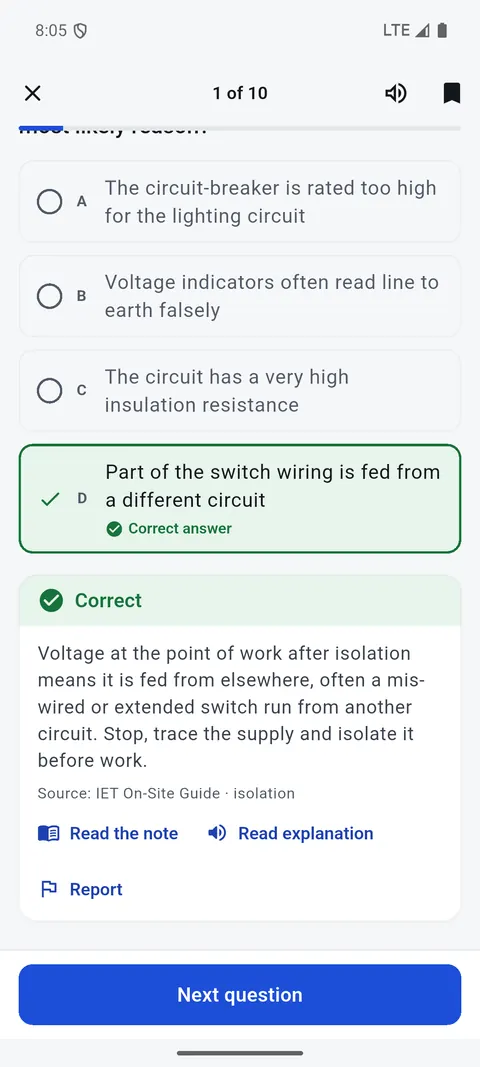 8:05
LTE
1 of 10
most likely reason?
A
The circuit-breaker is rated too high
for the lighting circuit
B
Voltage indicators often read line to
earth falsely
C
The circuit has a very high
insulation resistance
D
Part of the switch wiring is fed from
a different circuit
Correct answer
Correct
Voltage at the point of work after isolation
means it is fed from elsewhere, often a mis-
wired or extended switch run from another
circuit. Stop, trace the supply and isolate it
before work.
Source: IET On-Site Guide · isolation
Read the note
Read explanation
Report
Next question